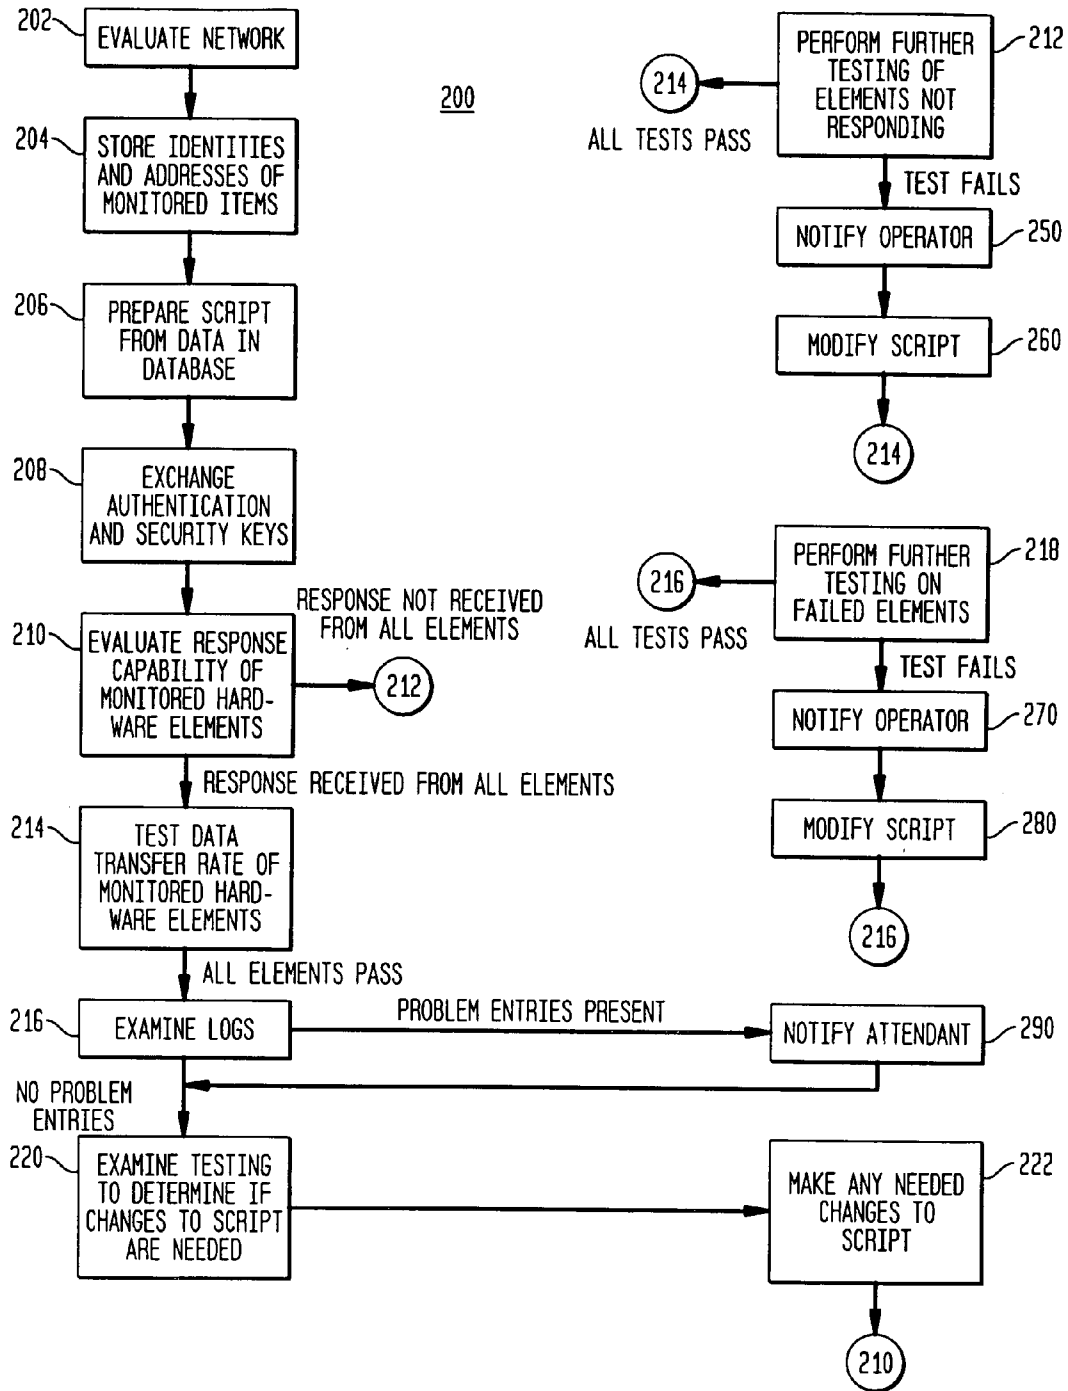 202
EVALUATE NETWORK
204
STORE IDENTITIES
AND ADDRESSES OF
MONITORED ITEMS
206
PREPARE SCRIPT
FROM DATA IN
DATABASE
208
EXCHANGE
AUTHENTICATION
AND SECURITY KEYS
210
EVALUATE RESPONSE
CAPABILITY OF
MONITORED HARD-
WARE ELEMENTS
RESPONSE NOT RECEIVED
FROM ALL ELEMENTS
212
RESPONSE RECEIVED FROM ALL ELEMENTS
214
TEST DATA
TRANSFER RATE OF
MONITORED HARD-
WARE ELEMENTS
ALL ELEMENTS PASS
216
EXAMINE LOGS
PROBLEM ENTRIES PRESENT
NOTIFY ATTENDANT
290
NO PROBLEM
ENTRIES
220
EXAMINE TESTING
TO DETERMINE IF
CHANGES TO SCRIPT
ARE NEEDED
MAKE ANY NEEDED
CHANGES TO
SCRIPT
222
210
200
PERFORM FURTHER
TESTING OF
ELEMENTS NOT
RESPONDING
212
214
ALL TESTS PASS
TEST FAILS
NOTIFY OPERATOR
250
MODIFY SCRIPT
260
214
PERFORM FURTHER
TESTING ON
FAILED ELEMENTS
218
216
ALL TESTS PASS
TEST FAILS
NOTIFY OPERATOR
270
MODIFY SCRIPT
280
216